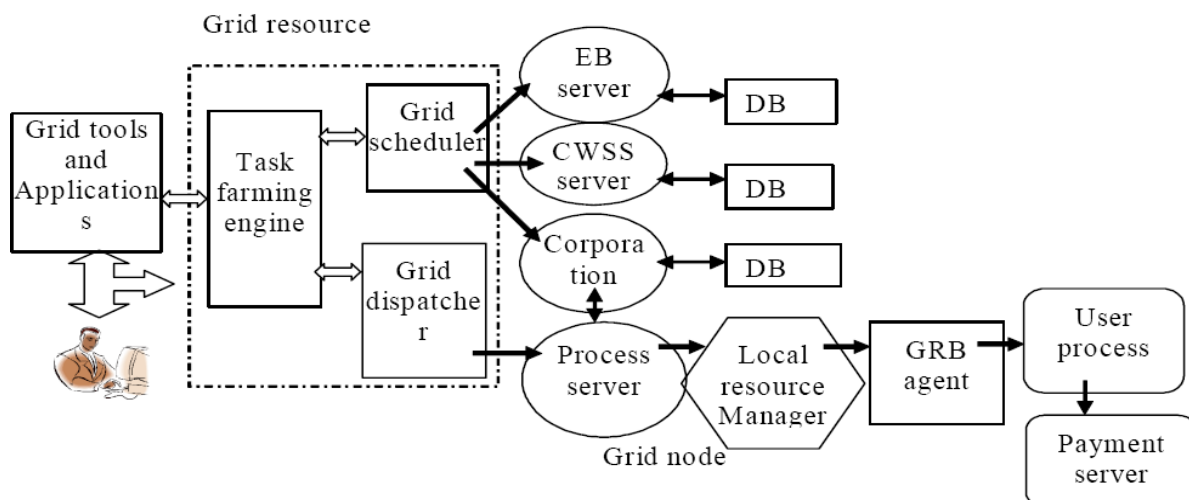 Grid resource
Grid tools
and
Application
s
Task
farming
engine
Grid
scheduler
Grid
dispatche
r
EB
server
DB
CWSS
server
DB
Corpora
tion
DB
Process
server
Grid node
Local
resource
Manager
GRB
agent
User
process
Payment
server